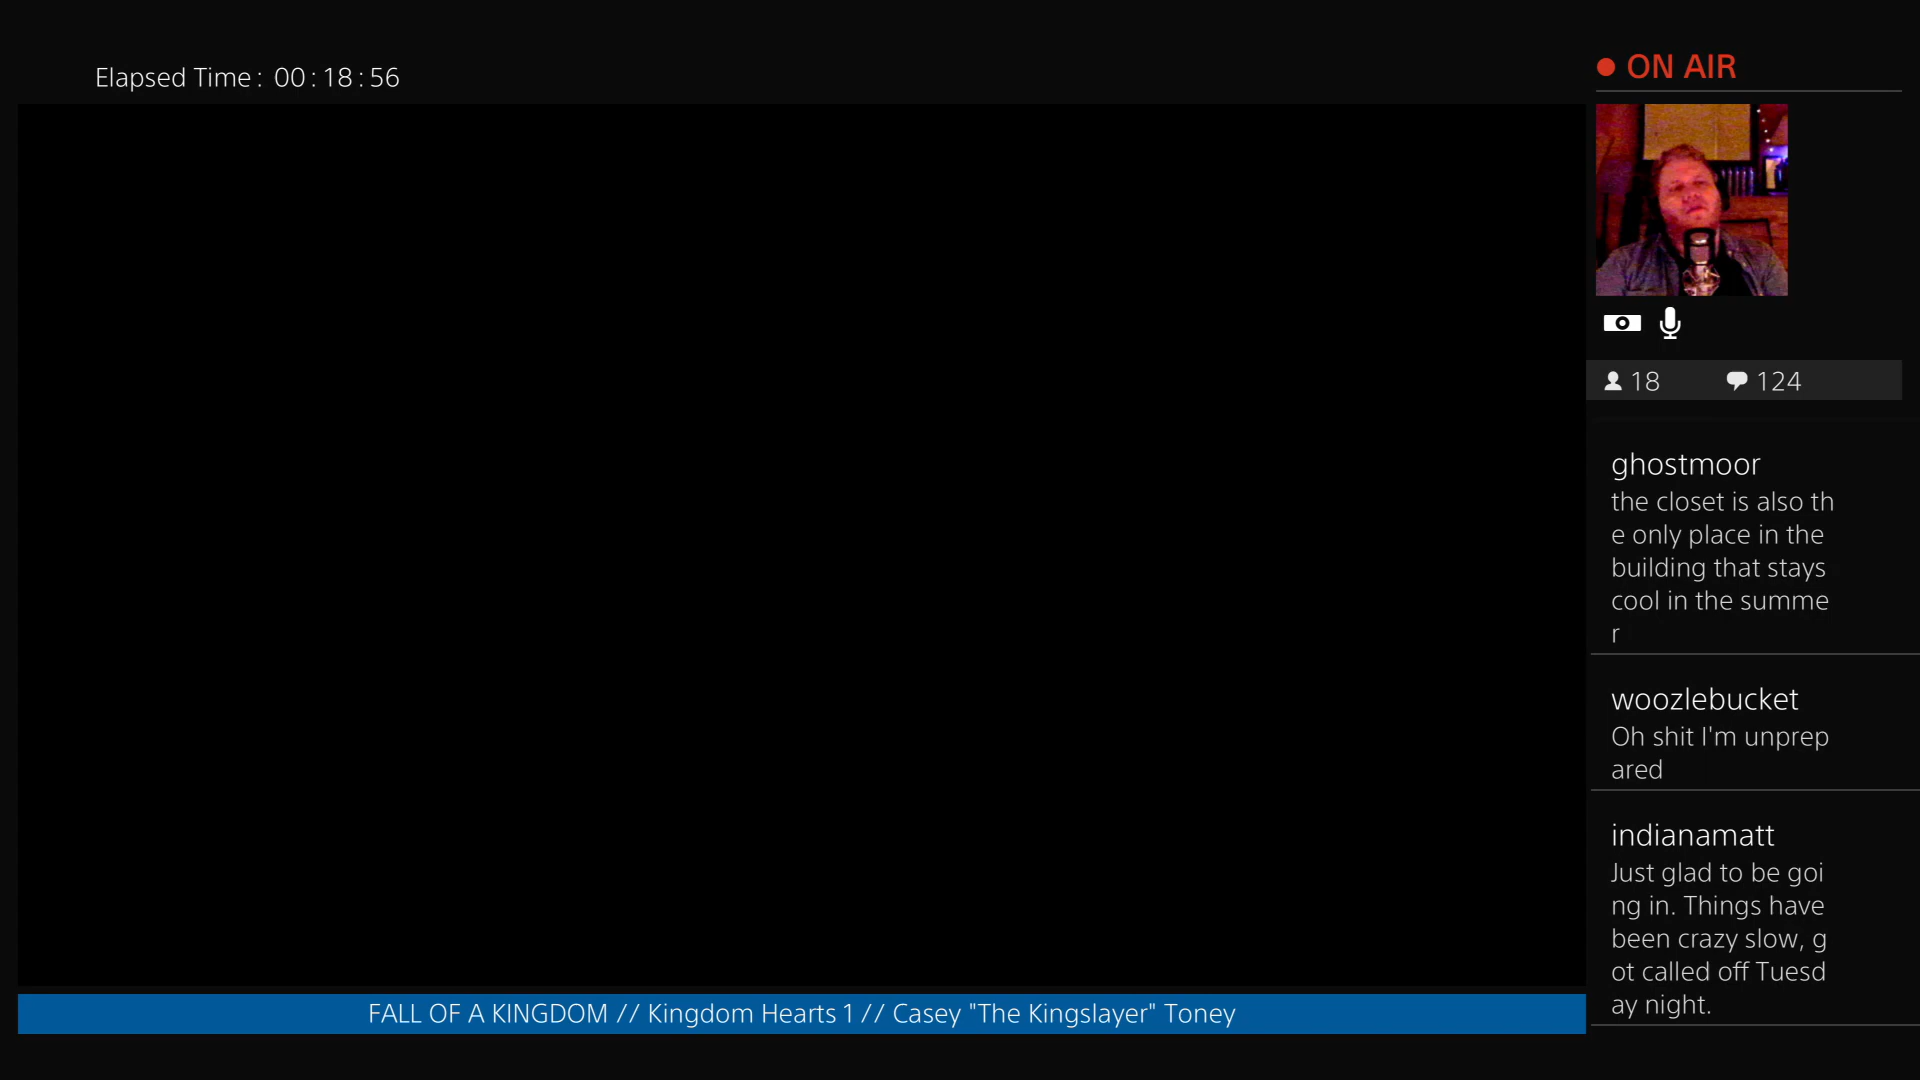 Elapsed Time: 00:18:56
ON AIR
18 124
ghostmoor
the closet is also th
e only place in the
building that stays
cool in the summe
r
woozlebucket
Oh shit I'm unprep
ared
indianamatt
Just glad to be goi
ng in. Things have
been crazy slow, g
ot called off Tuesd
ay night.
FALL OF A KINGDOM // Kingdom Hearts 1 // Casey "The Kingslayer" Toney